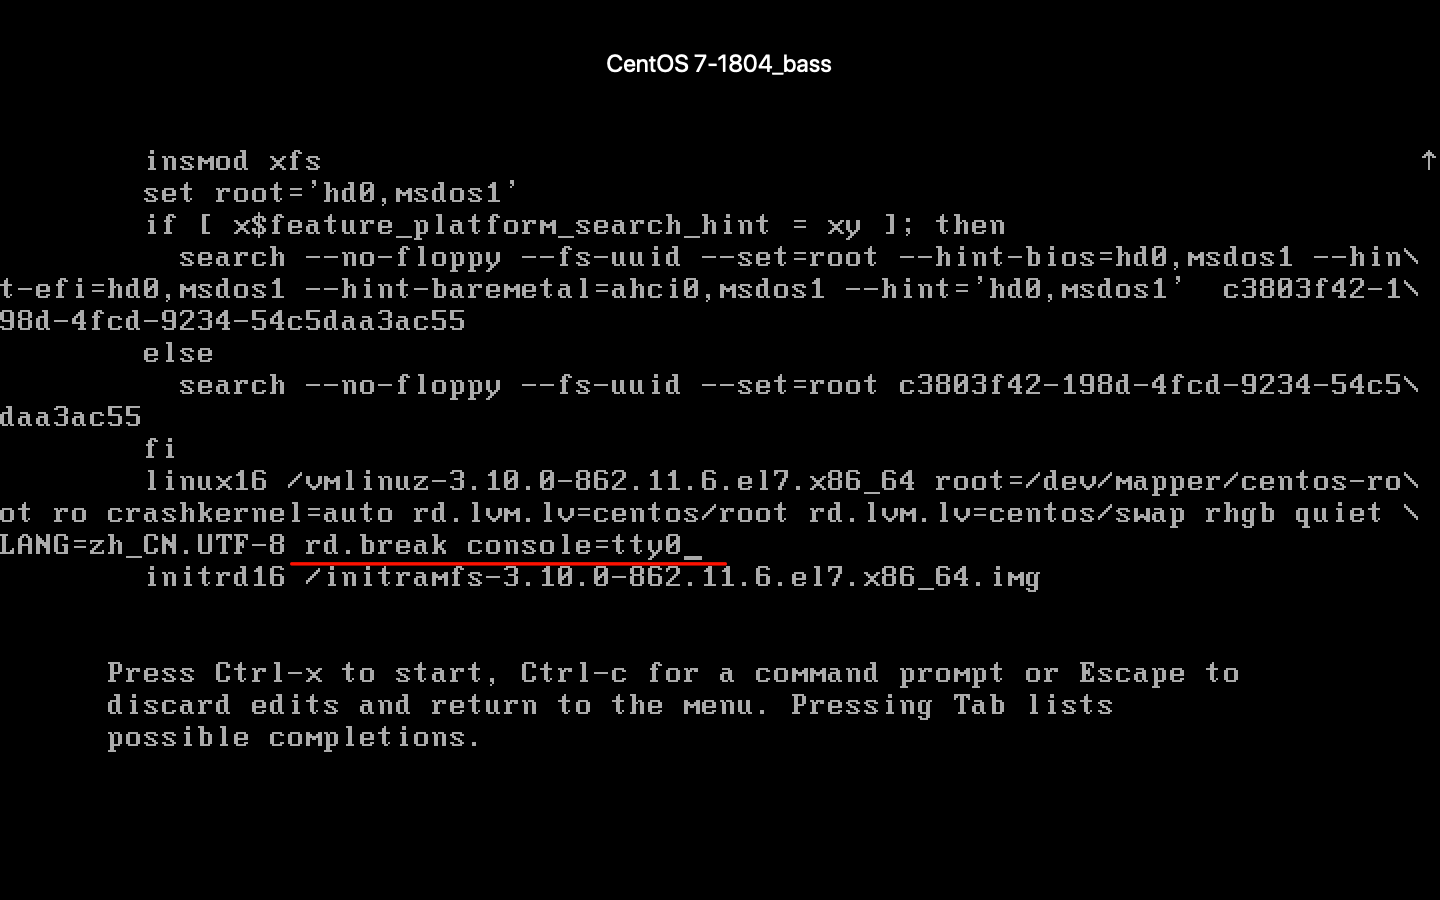 CentOS 7-1804_bass
insmod xfs
↑
set root='hd0,msdos1'
if [ x$feature_platform_search_hint = xy ]; then
search --no-floppy --fs-uuid --set=root --hint-bios=hd0,msdos1 --hin\
t-efi=hd0,msdos1 --hint-baremetal=ahci0,msdos1 --hint='hd0,msdos1'  c3803f42-1\
98d-4fcd-9234-54c5daa3ac55
else
search --no-floppy --fs-uuid --set=root c3803f42-198d-4fcd-9234-54c5\
daa3ac55
fi
linux16 /vmlinuz-3.10.0-862.11.6.el7.x86_64 root=/dev/mapper/centos-ro\
ot ro crashkernel=auto rd.lvm.lv=centos/root rd.lvm.lv=centos/swap rhgb quiet \
LANG=zh_CN.UTF-8 rd.break console=tty0_
initrd16 /initramfs-3.10.0-862.11.6.el7.x86_64.img
Press Ctrl-x to start, Ctrl-c for a command prompt or Escape to
discard edits and return to the menu. Pressing Tab lists
possible completions.